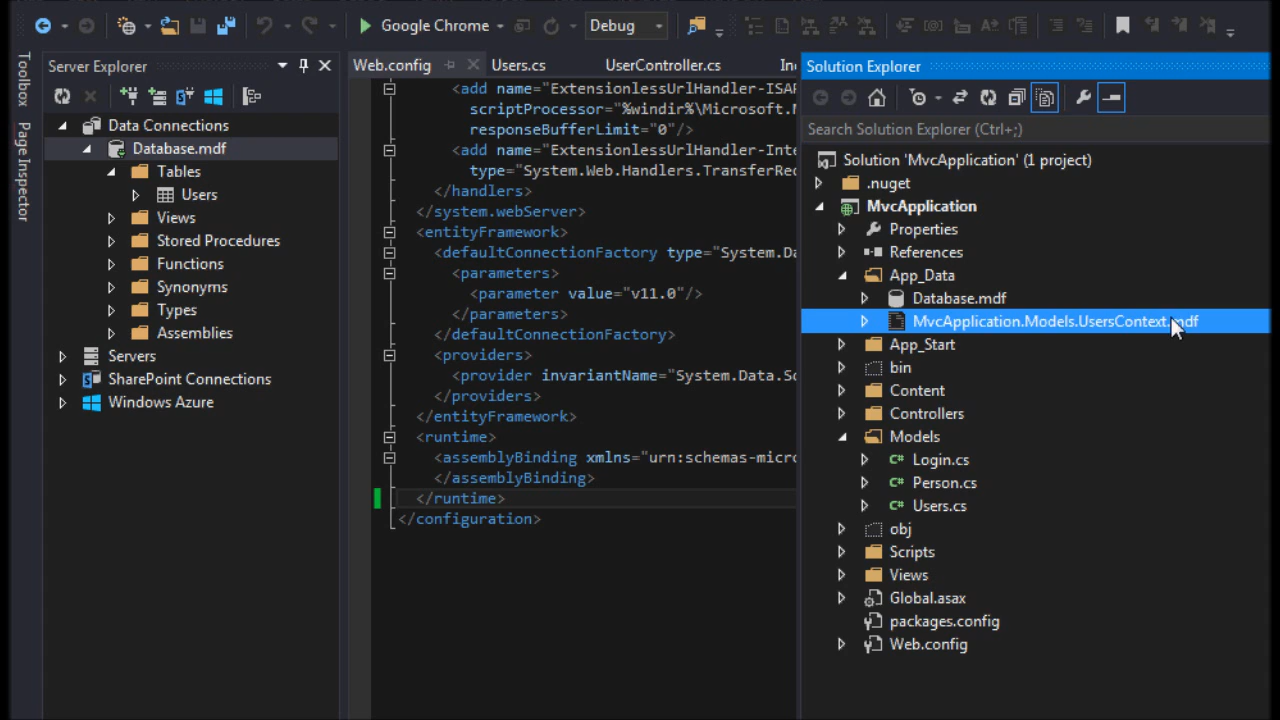 Google Chrome
Debug
Toolbox
Page Inspector
Server Explorer
Data Connections
Database.mdf
Tables
Users
Views
Stored Procedures
Functions
Synonyms
Types
Assemblies
Servers
SharePoint Connections
Windows Azure
Web.config
Users.cs
UserController.cs
<add name="ExtensionlessUrlHandler-ISAP
scriptProcessor="%windir%\Microsoft.N
responseBufferLimit="0"/>
<add name="ExtensionlessUrlHandler-Inte
type="System.Web.Handlers.TransferRec
</handlers>
</system.webServer>
<entityFramework>
<defaultConnectionFactory type="System.Da
<parameters>
<parameter value="v11.0"/>
</parameters>
</defaultConnectionFactory>
<providers>
<provider invariantName="System.Data.Sc
</providers>
</entityFramework>
<runtime>
<assemblyBinding xmlns="urn:schemas-micro
</assemblyBinding>
</runtime>
</configuration>
Solution Explorer
Search Solution Explorer (Ctrl+;)
Solution 'MvcApplication' (1 project)
.nuget
MvcApplication
Properties
References
App_Data
Database.mdf
MvcApplication.Models.UsersContext.mdf
App_Start
bin
Content
Controllers
Models
Login.cs
Person.cs
Users.cs
obj
Scripts
Views
Global.asax
packages.config
Web.config